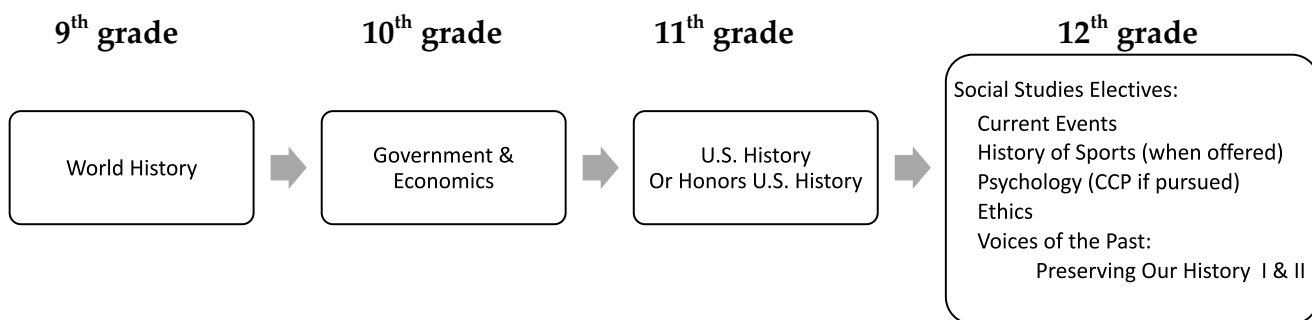 9th grade
10th grade
11th grade
12th grade
World History
Government &
Economics
U.S. History
Or Honors U.S. History
Social Studies Electives:
Current Events
History of Sports (when offered)
Psychology (CCP if pursued)
Ethics
Voices of the Past:
Preserving Our History I & II